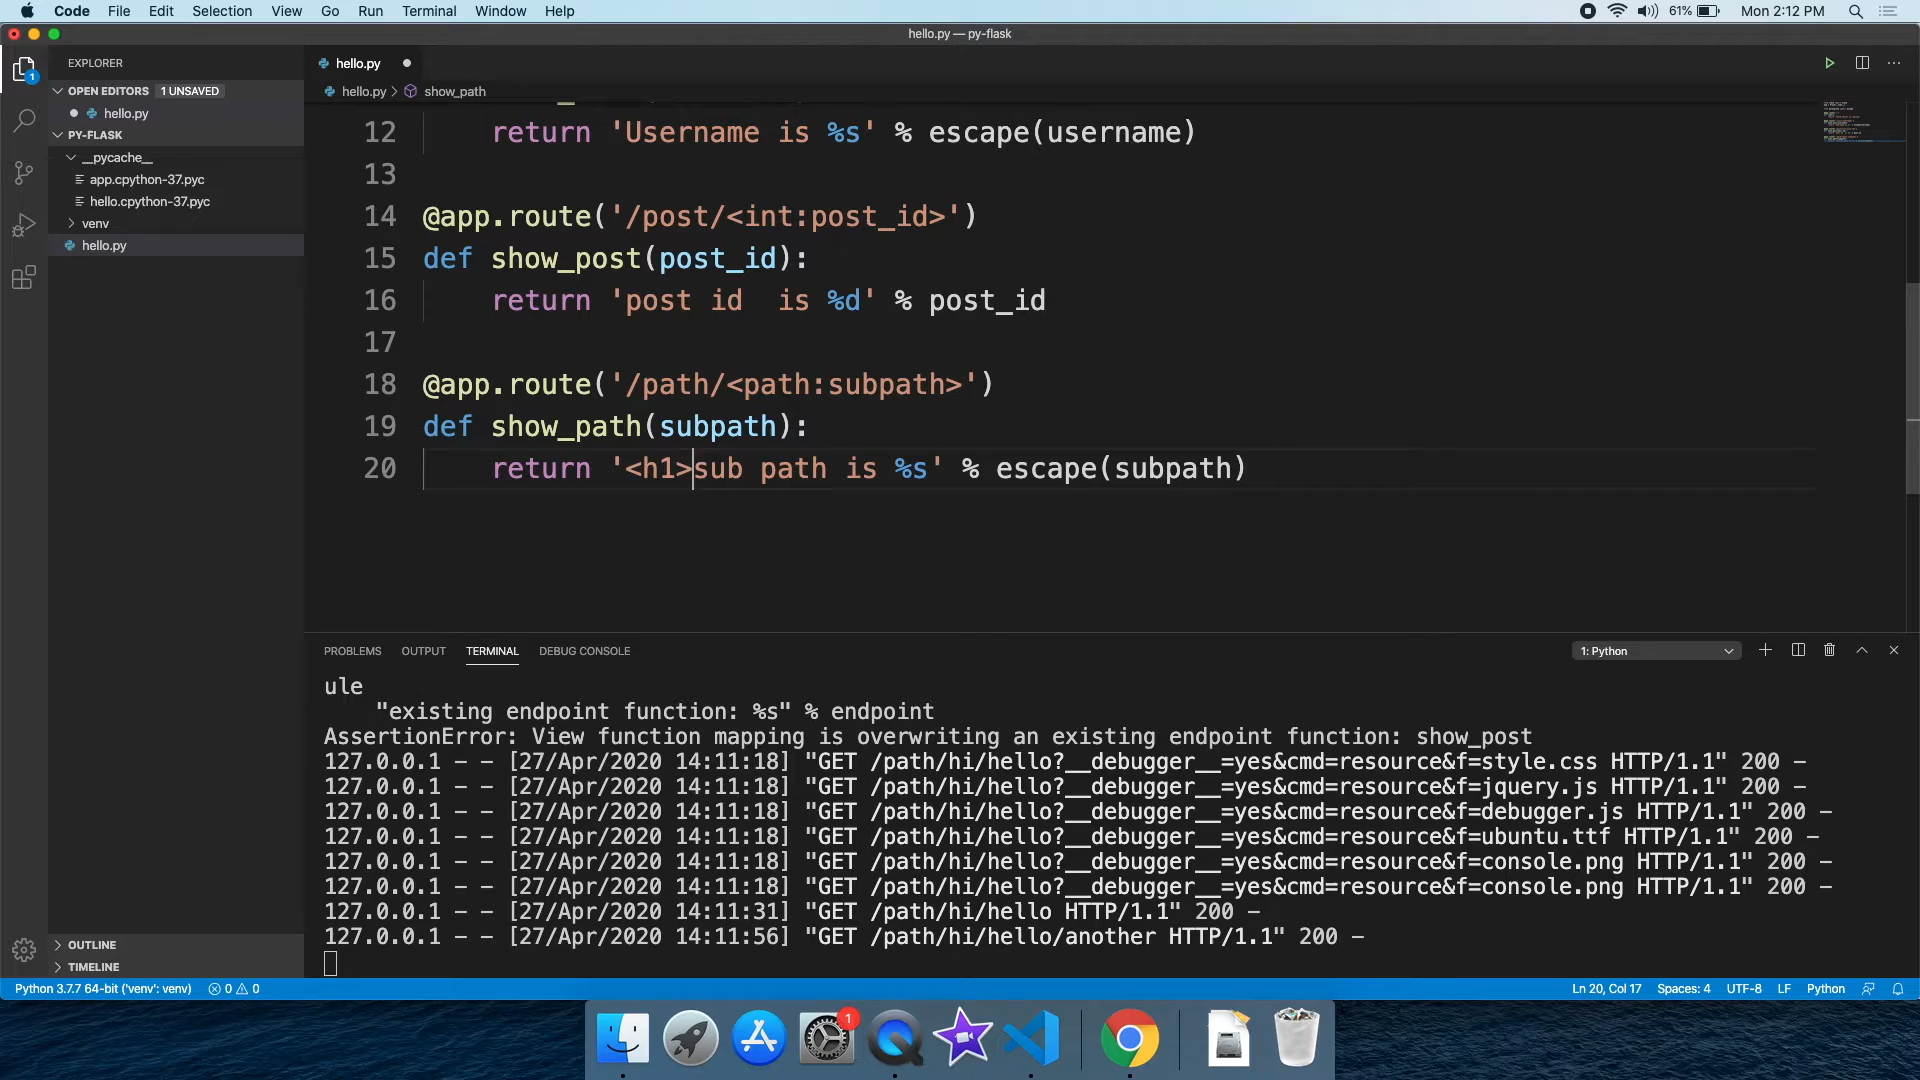 Code File Edit Selection View Go Run Terminal Window Help 61% Mon 2:12 PM
hello.py — py-flask
EXPLORER
hello.py
1
OPEN EDITORS 1 UNSAVED
hello.py > show_path
hello.py
PY-FLASK
__pycache__
app.cpython-37.pyc
hello.cpython-37.pyc
venv
hello.py
12 return 'Username is %s' % escape(username)
13
14 @app.route('/post/<int:post_id>')
15 def show_post(post_id):
16 return 'post id  is %d' % post_id
17
18 @app.route('/path/<path:subpath>')
19 def show_path(subpath):
20 return '<h1>sub path is %s' % escape(subpath)
PROBLEMS OUTPUT TERMINAL DEBUG CONSOLE 1: Python
ule
"existing endpoint function: %s" % endpoint
AssertionError: View function mapping is overwriting an existing endpoint function: show_post
127.0.0.1 - - [27/Apr/2020 14:11:18] "GET /path/hi/hello?__debugger__=yes&cmd=resource&f=style.css HTTP/1.1" 200 -
127.0.0.1 - - [27/Apr/2020 14:11:18] "GET /path/hi/hello?__debugger__=yes&cmd=resource&f=jquery.js HTTP/1.1" 200 -
127.0.0.1 - - [27/Apr/2020 14:11:18] "GET /path/hi/hello?__debugger__=yes&cmd=resource&f=debugger.js HTTP/1.1" 200 -
127.0.0.1 - - [27/Apr/2020 14:11:18] "GET /path/hi/hello?__debugger__=yes&cmd=resource&f=ubuntu.ttf HTTP/1.1" 200 -
127.0.0.1 - - [27/Apr/2020 14:11:18] "GET /path/hi/hello?__debugger__=yes&cmd=resource&f=console.png HTTP/1.1" 200 -
127.0.0.1 - - [27/Apr/2020 14:11:18] "GET /path/hi/hello?__debugger__=yes&cmd=resource&f=console.png HTTP/1.1" 200 -
127.0.0.1 - - [27/Apr/2020 14:11:31] "GET /path/hi/hello HTTP/1.1" 200 -
127.0.0.1 - - [27/Apr/2020 14:11:56] "GET /path/hi/hello/another HTTP/1.1" 200 -
OUTLINE
TIMELINE
Python 3.7.7 64-bit ('venv': venv) 0 0 Ln 20, Col 17 Spaces: 4 UTF-8 LF Python
1